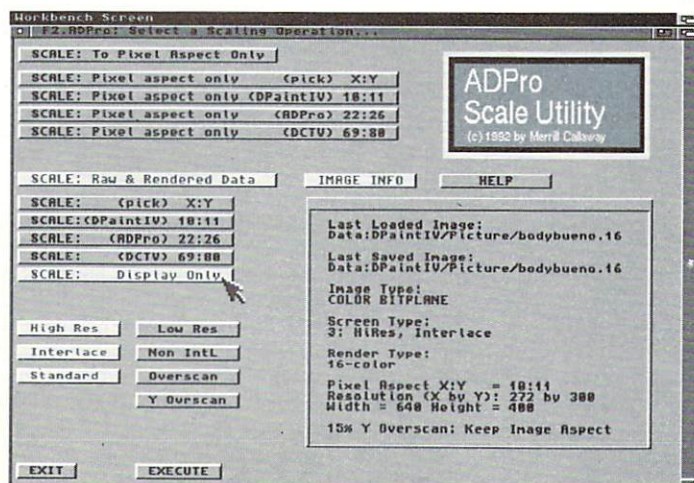 Workbench Screen
F2.ADPro: Select a Scaling Operation...
SCALE: To Pixel Aspect Only
SCALE: Pixel aspect only (pick) X:Y
SCALE: Pixel aspect only (DPaintIV) 10:11
SCALE: Pixel aspect only (ADPro) 22:26
SCALE: Pixel aspect only (DCTV) 69:80
ADPro
Scale Utility
(c) 1992 by Merrill Callaway
SCALE: Raw & Rendered Data
IMAGE INFO
HELP
SCALE: (pick) X:Y
SCALE:(DPaintIV) 10:11
SCALE: (ADPro) 22:26
SCALE: (DCTV) 69:80
SCALE: Display Only
Last Loaded Image:
Data:DPaintIV/Picture/bodybueno.16
Last Saved Image:
Data:DPaintIV/Picture/bodybueno.16
Image Type:
COLOR BITPLANE
Screen Type:
3: HiRes, Interlace
Render Type:
16-color
Pixel Aspect X:Y = 10:11
Resolution (X by Y): 272 by 300
Width = 640 Height = 400
15% Y Overscan: Keep Image Aspect
High Res
Low Res
Interlace
Non Intl
Standard
Overscan
Y Overscan
EXIT
EXECUTE